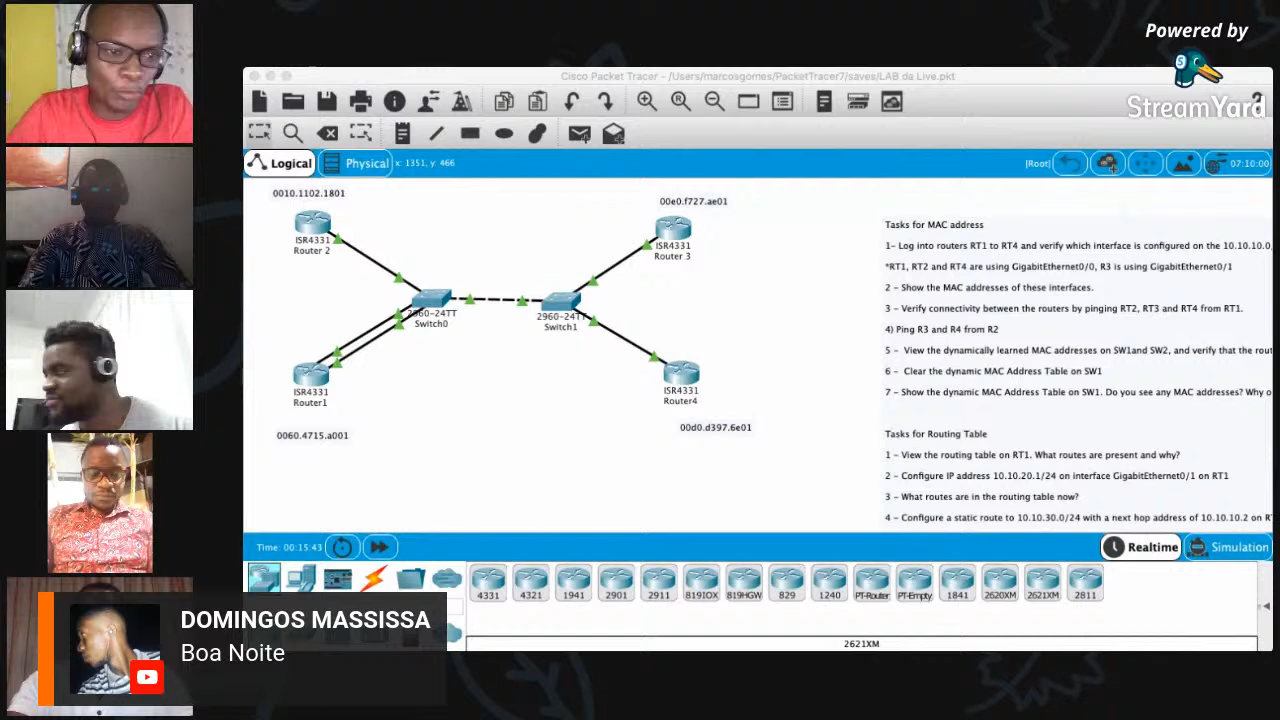 Powered by
StreamYard
Cisco Packet Tracer - /Users/marcosgomes/PacketTracer7/saves/LAB da Live.pkt
Logical
Physical
x: 1351, y: 466
[Root]
07:10:00
0010.1102.1801
00e0.f727.ae01
ISR4331
Router 2
ISR4331
Router 3
2960-24TT
Switch0
2960-24TT
Switch1
ISR4331
Router1
ISR4331
Router4
0060.4715.a001
00d0.d397.6e01
Tasks for MAC address
1- Log into routers RT1 to RT4 and verify which interface is configured on the 10.10.10.0
*RT1, RT2 and RT4 are using GigabitEthernet0/0, R3 is using GigabitEthernet0/1
2 - Show the MAC addresses of these interfaces.
3 - Verify connectivity between the routers by pinging RT2, RT3 and RT4 from RT1.
4) Ping R3 and R4 from R2
5 - View the dynamically learned MAC addresses on SW1and SW2, and verify that the rout
6 - Clear the dynamic MAC Address Table on SW1
7 - Show the dynamic MAC Address Table on SW1. Do you see any MAC addresses? Why o
Tasks for Routing Table
1 - View the routing table on RT1. What routes are present and why?
2 - Configure IP address 10.10.20.1/24 on interface GigabitEthernet0/1 on RT1
3 - What routes are in the routing table now?
4 - Configure a static route to 10.10.30.0/24 with a next hop address of 10.10.10.2 on RT
Time: 00:15:43
Realtime
Simulation
4331
4321
1941
2901
2911
819IOX
819HGW
829
1240
PT-Router
PT-Empty
1841
2620XM
2621XM
2811
2621XM
DOMINGOS MASSISSA
Boa Noite